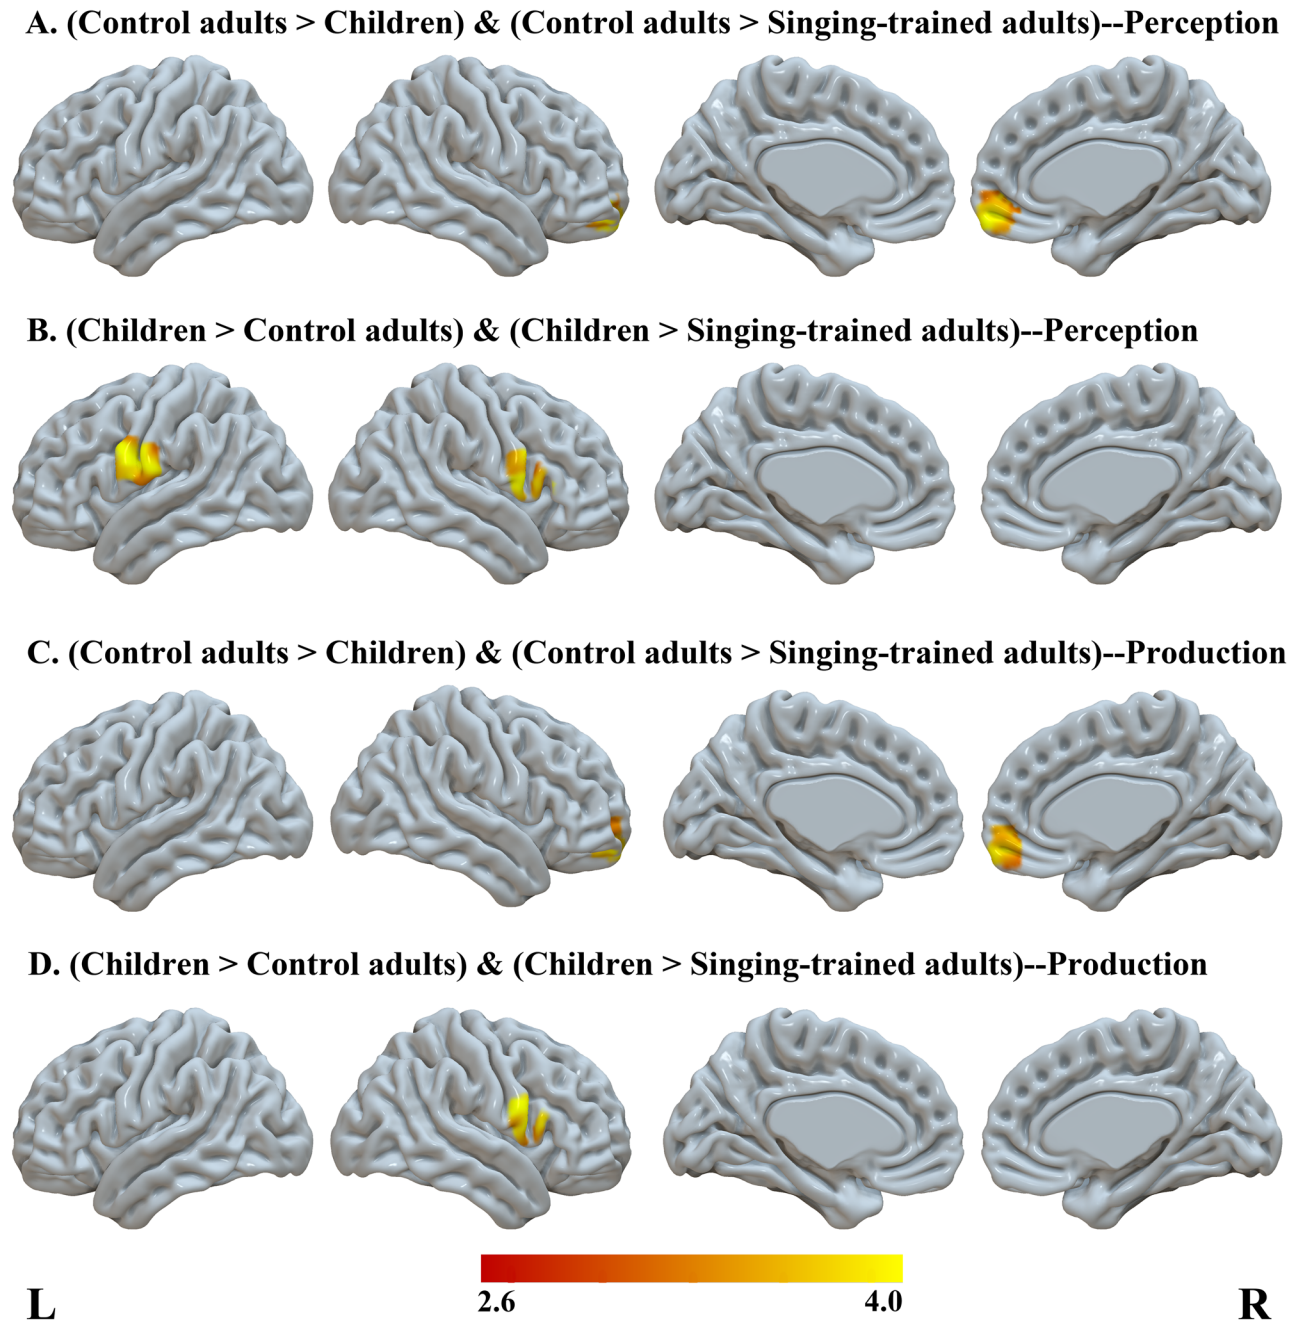 A. (Control adults > Children) & (Control adults > Singing-trained adults)--Perception
B. (Children > Control adults) & (Children > Singing-trained adults)--Perception
C. (Control adults > Children) & (Control adults > Singing-trained adults)--Production
D. (Children > Control adults) & (Children > Singing-trained adults)--Production
L 2.6 4.0 R